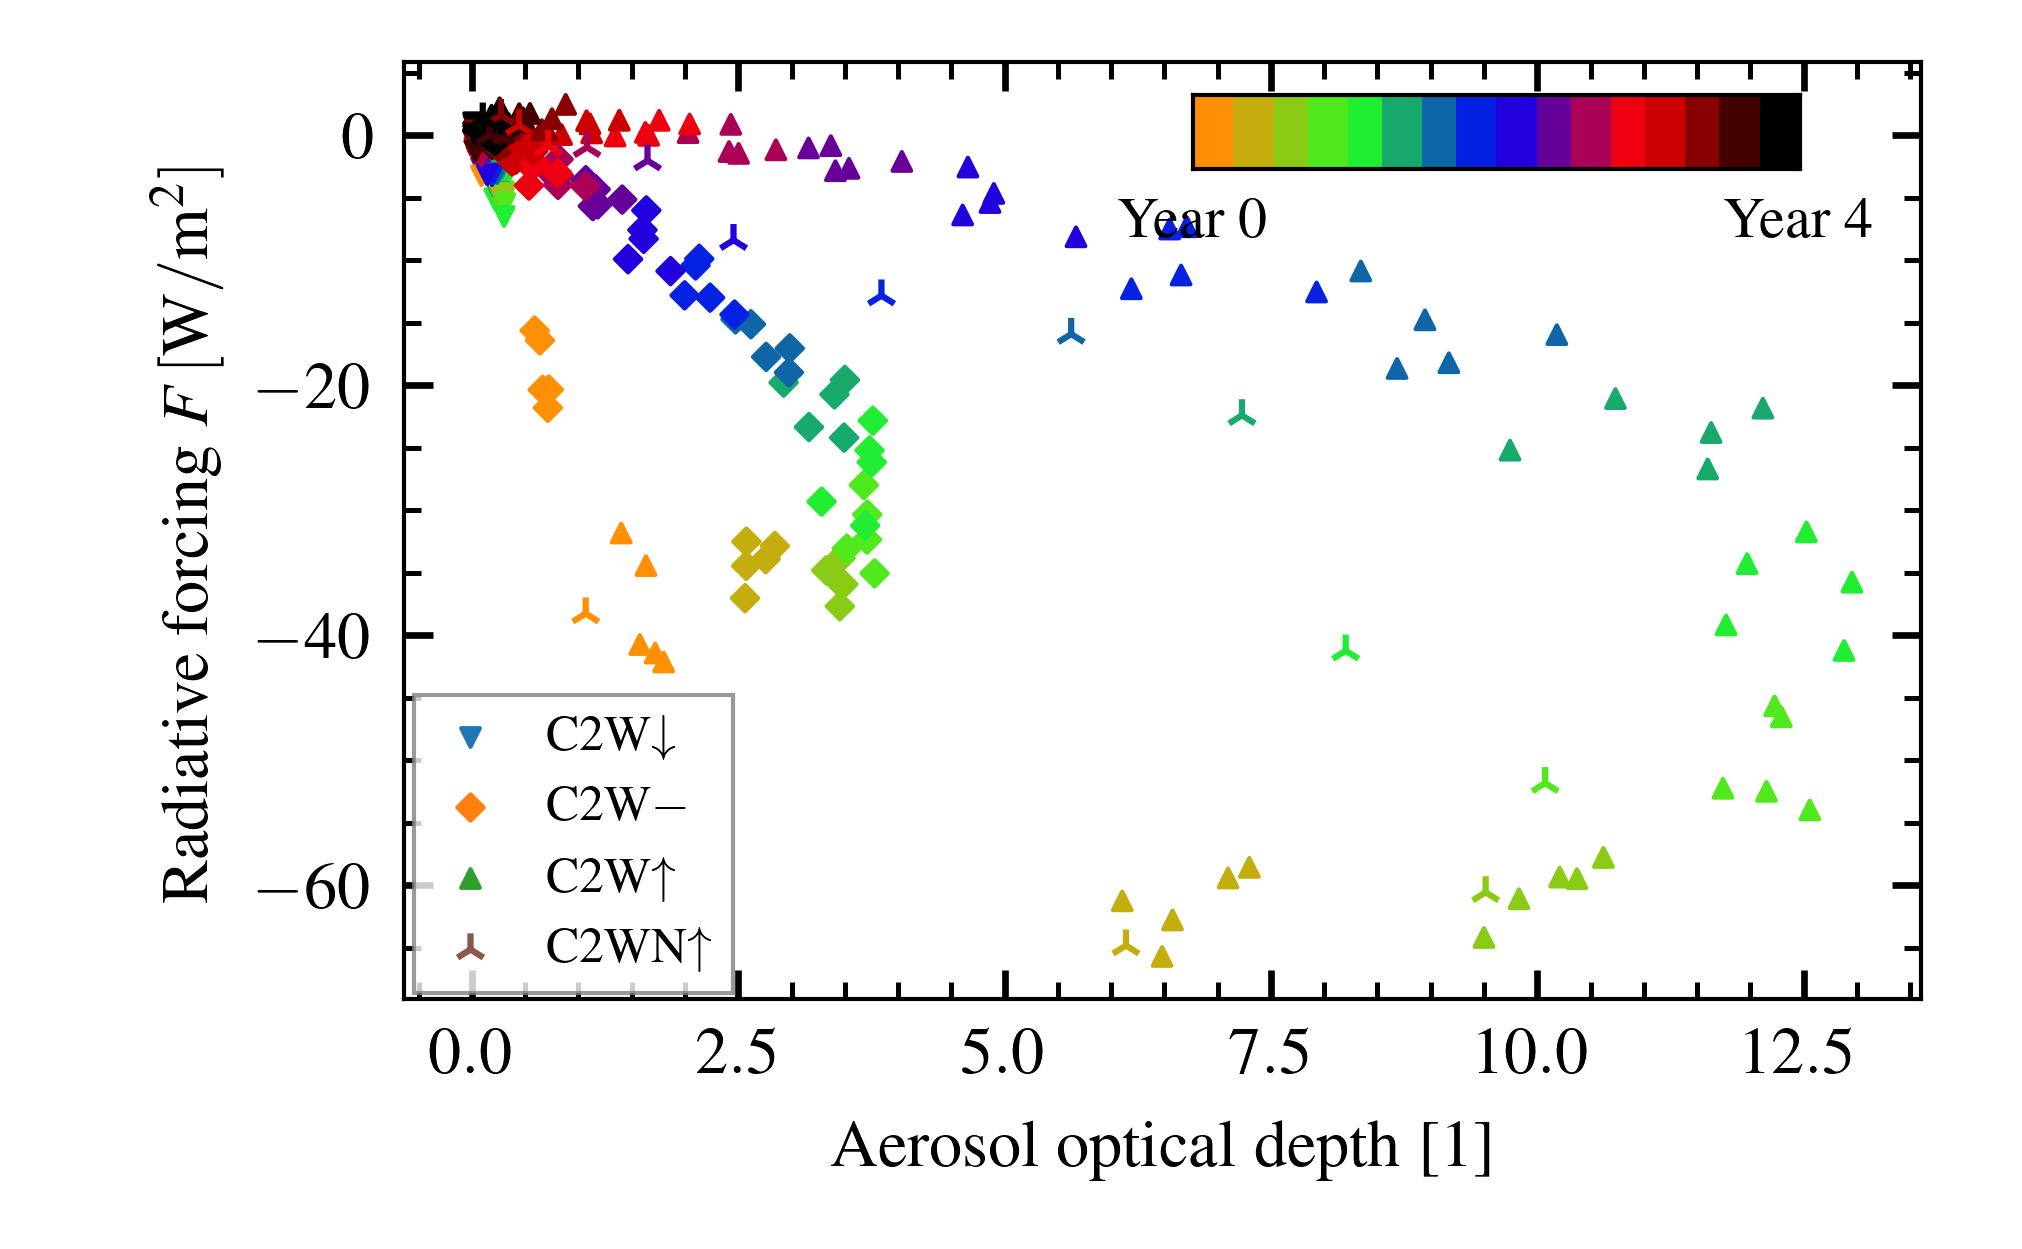 Radiative forcing F [W/m²]
0
−20
−40
−60
Year 0
Year 4
C2W↓
C2W−
C2W↑
C2WN↑
0.0 2.5 5.0 7.5 10.0 12.5
Aerosol optical depth [1]